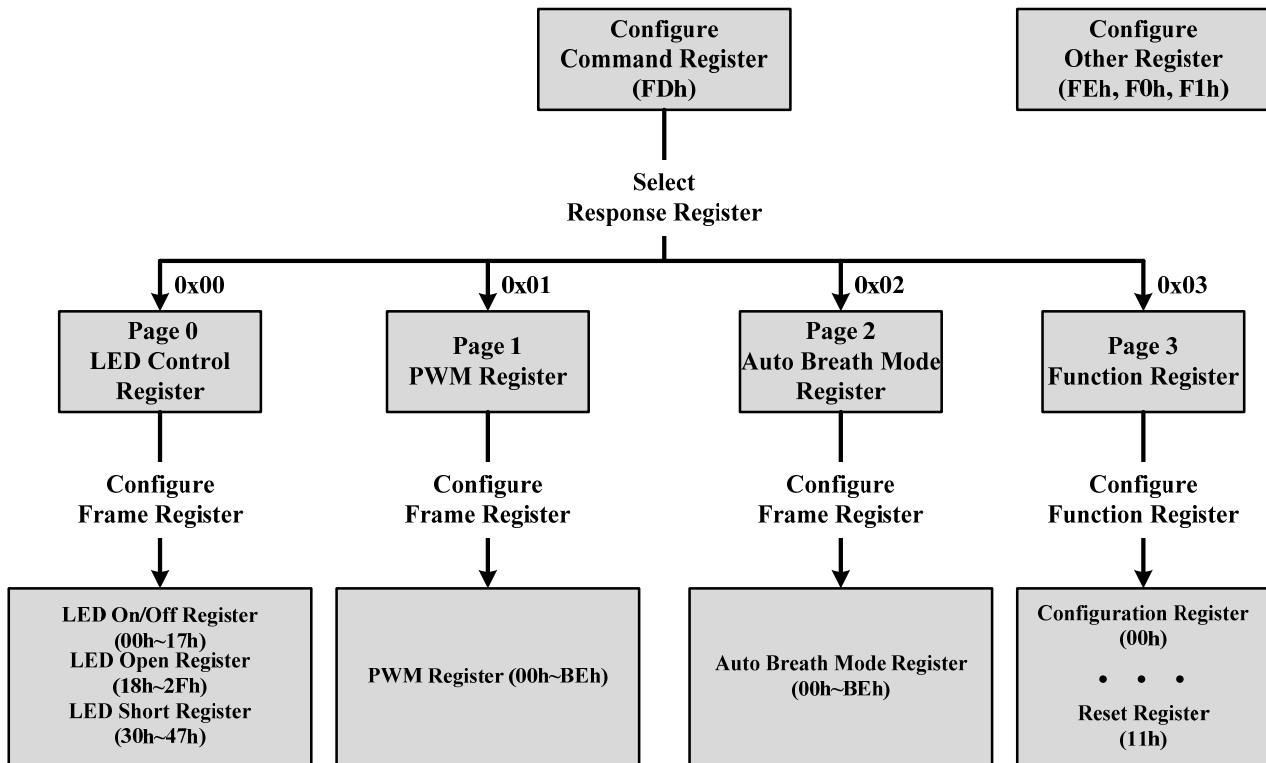 Configure
Command Register
(FDh)
Configure
Other Register
(FEh, F0h, F1h)
Select
Response Register
0x00
0x01
0x02
0x03
Page 0
LED Control
Register
Page 1
PWM Register
Page 2
Auto Breath Mode
Register
Page 3
Function Register
Configure
Frame Register
Configure
Frame Register
Configure
Frame Register
Configure
Function Register
LED On/Off Register
(00h~17h)
LED Open Register
(18h~2Fh)
LED Short Register
(30h~47h)
PWM Register (00h~BEh)
Auto Breath Mode Register
(00h~BEh)
Configuration Register
(00h)
• • •
Reset Register
(11h)